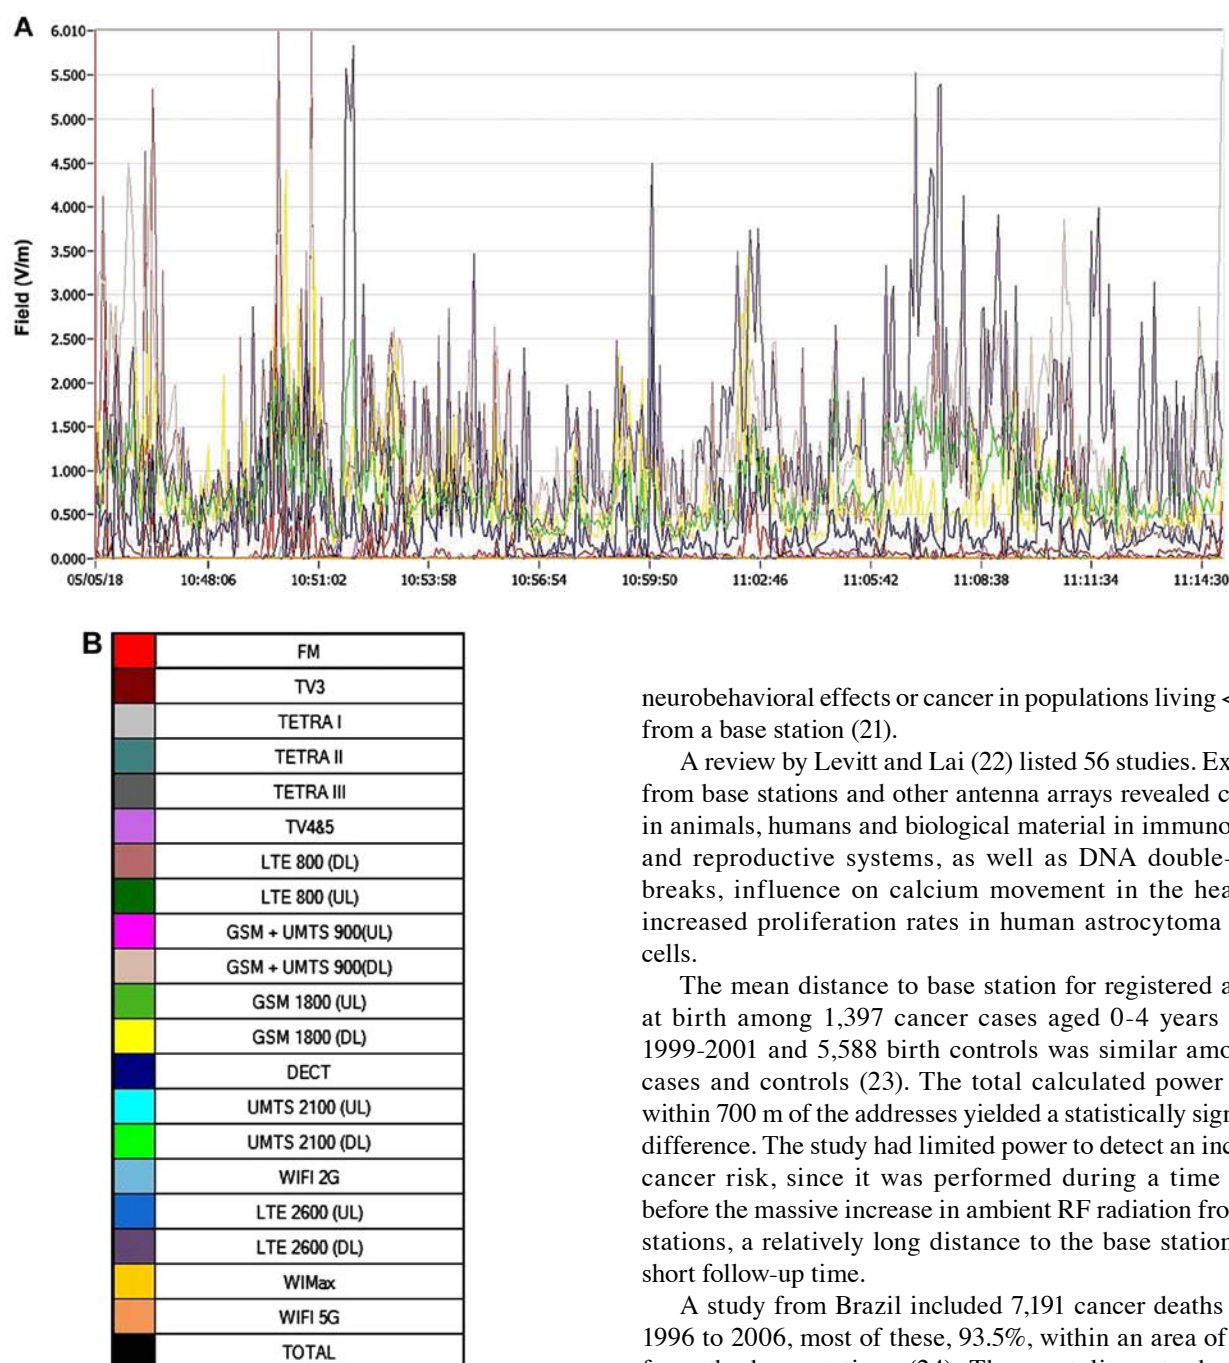 A
6.010
5.500
5.000
4.500
4.000
3.500
3.000
2.500
2.000
1.500
1.000
0.500
0.000
Field (V/m)
05/05/18 10:48:06 10:51:02 10:53:58 10:56:54 10:59:50 11:02:46 11:05:42 11:08:38 11:11:34 11:14:30
B
FM
TV3
TETRA I
TETRA II
TETRA III
TV4&5
LTE 800 (DL)
LTE 800 (UL)
GSM + UMTS 900(UL)
GSM + UMTS 900(DL)
GSM 1800 (UL)
GSM 1800 (DL)
DECT
UMTS 2100 (UL)
UMTS 2100 (DL)
WIFI 2G
LTE 2600 (UL)
LTE 2600 (DL)
WIMax
WIFI 5G
TOTAL
neurobehavioral effects or cancer in populations living <
from a base station (21).
A review by Levitt and Lai (22) listed 56 studies. Ex
from base stations and other antenna arrays revealed c
in animals, humans and biological material in immuno
and reproductive systems, as well as DNA double-
breaks, influence on calcium movement in the hea
increased proliferation rates in human astrocytoma
cells.
The mean distance to base station for registered a
at birth among 1,397 cancer cases aged 0-4 years
1999-2001 and 5,588 birth controls was similar amo
cases and controls (23). The total calculated power
within 700 m of the addresses yielded a statistically sign
difference. The study had limited power to detect an inc
cancer risk, since it was performed during a time
before the massive increase in ambient RF radiation fro
stations, a relatively long distance to the base station
short follow-up time.
A study from Brazil included 7,191 cancer deaths
1996 to 2006, most of these, 93.5%, within an area of